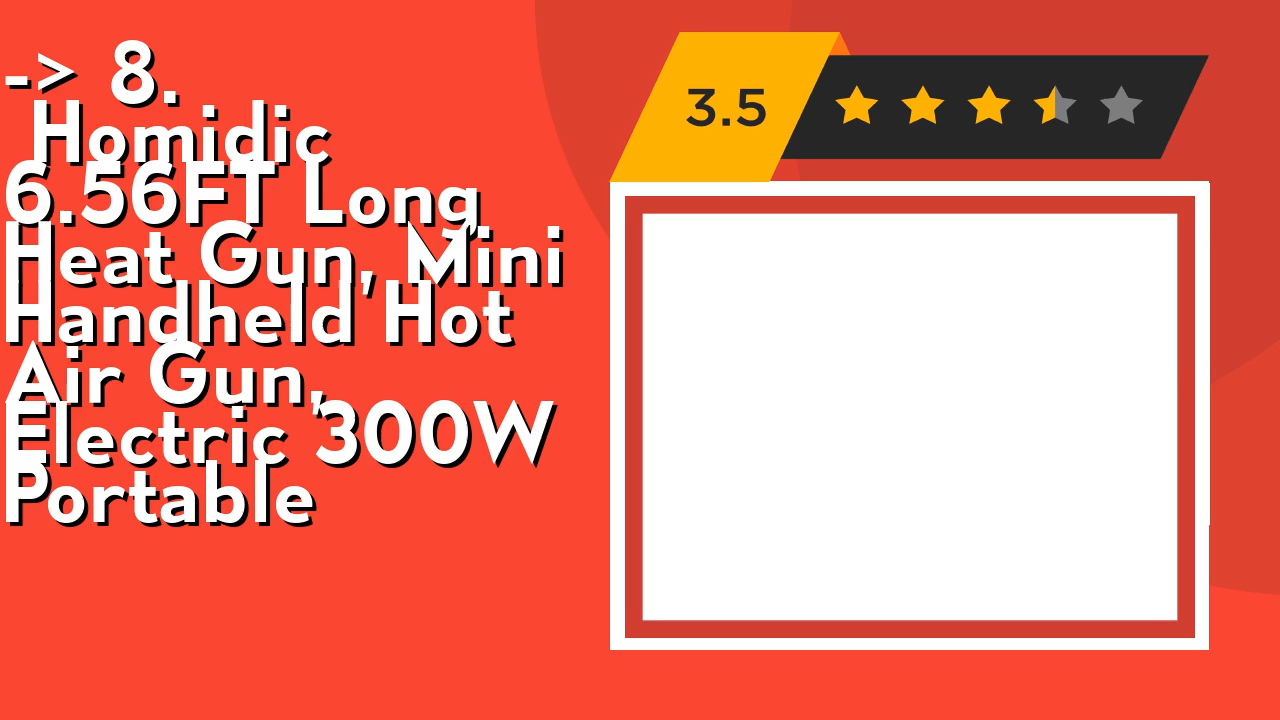 -> 8.
Homidic
6.56FT Long
Heat Gun, Mini
Handheld Hot
Air Gun,
Electric 300W
Portable
3.5